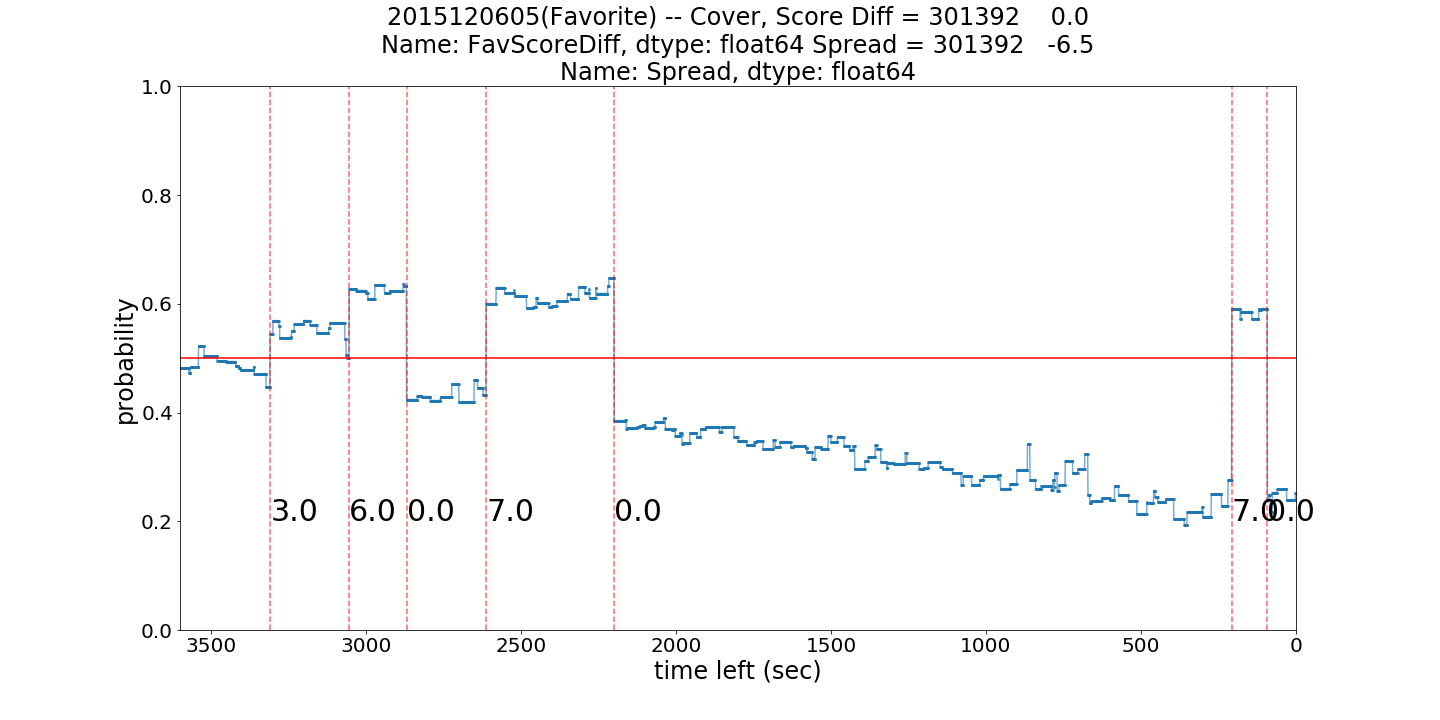 2015120605(Favorite) -- Cover, Score Diff = 301392    0.0
Name: FavScoreDiff, dtype: float64 Spread = 301392   -6.5
Name: Spread, dtype: float64
1.0
0.8
0.6
0.4
0.2
0.0
probability
3.0 6.0 0.0 7.0 0.0 7.0 0.0
3500 3000 2500 2000 1500 1000 500 0
time left (sec)